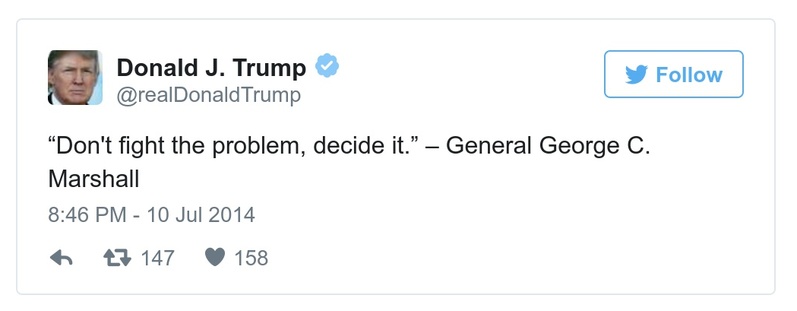 Donald J. Trump
@realDonaldTrump
Follow
“Don't fight the problem, decide it.” – General George C.
Marshall
8:46 PM - 10 Jul 2014
147 158